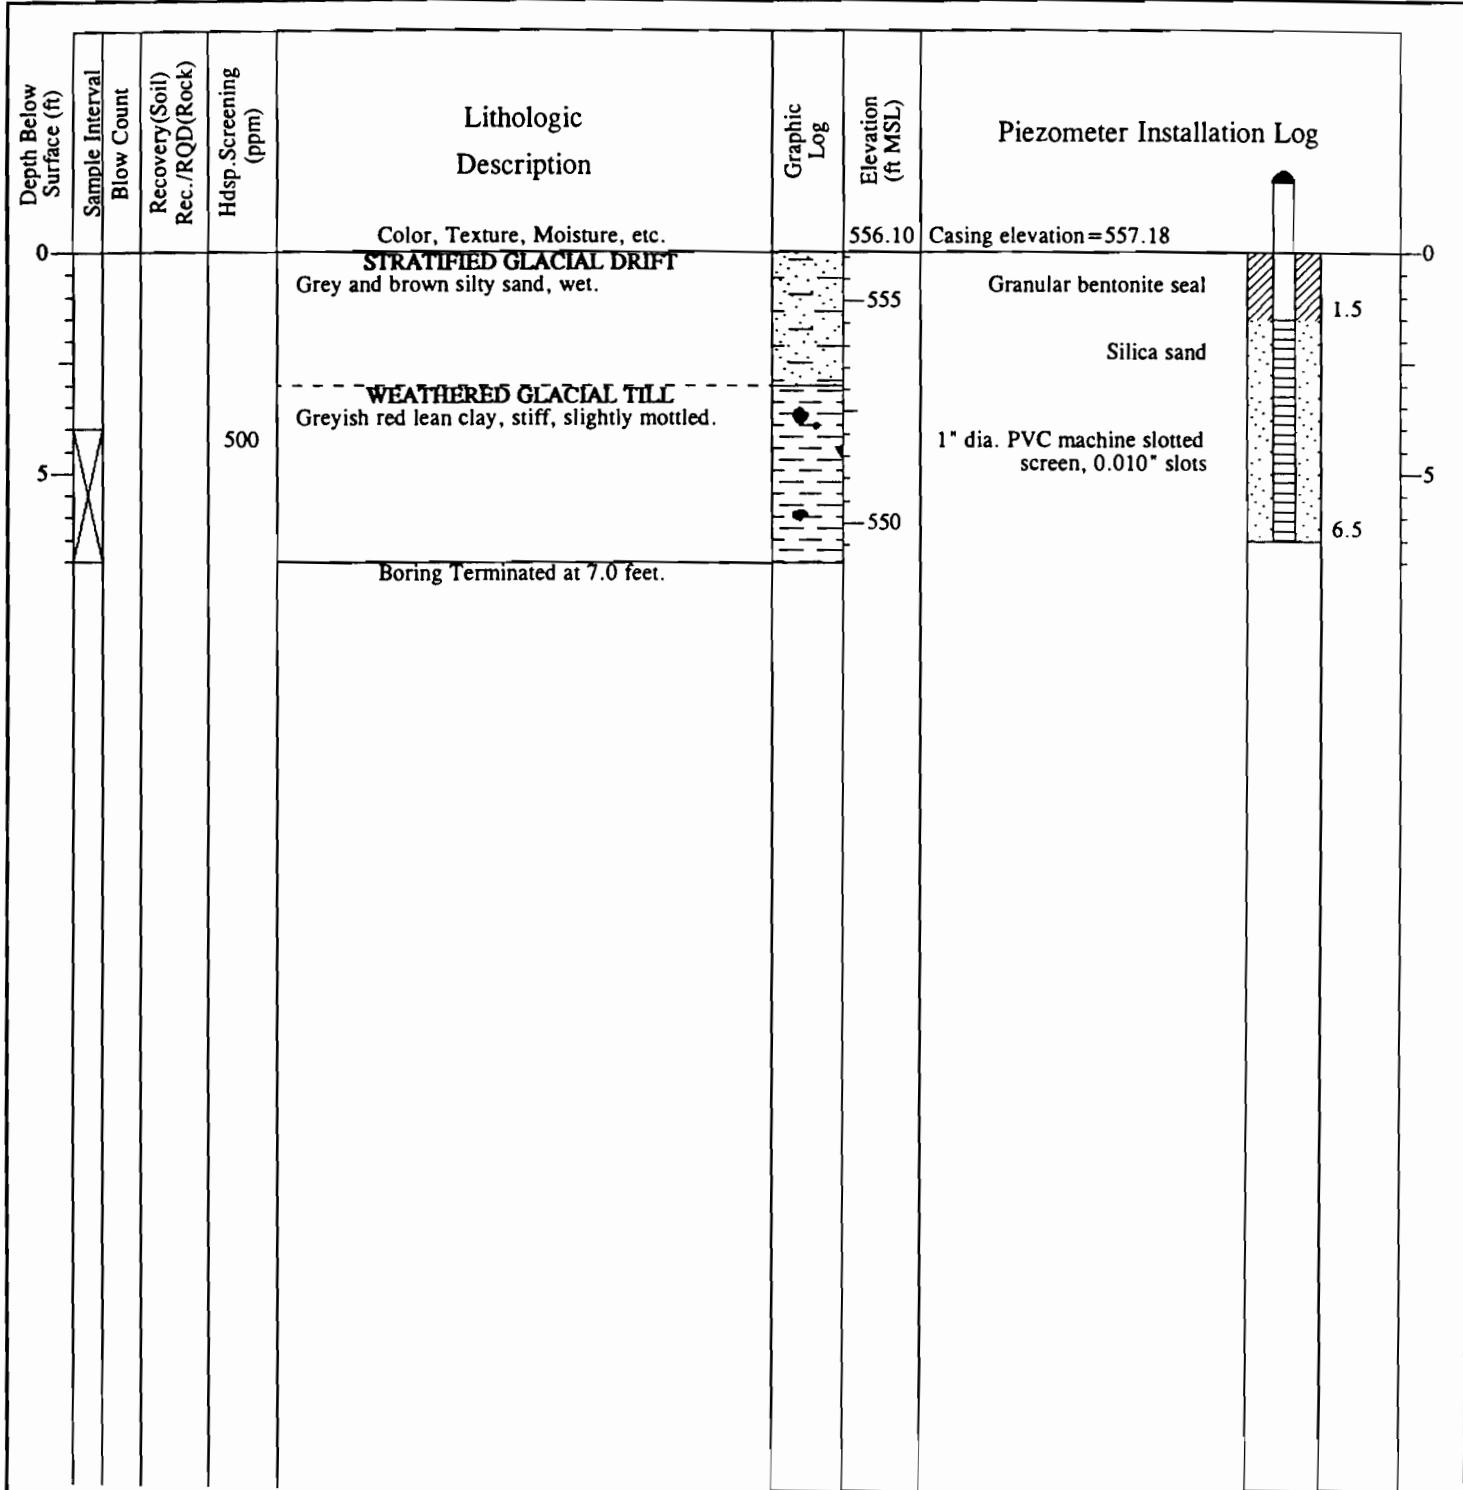 Depth Below
Surface (ft)
Sample Interval
Blow Count
Recovery(Soil)
Rec./RQD(Rock)
Hdsp.Screening
(ppm)
Lithologic
Description
Color, Texture, Moisture, etc.
Graphic
Log
Elevation
(ft MSL)
Piezometer Installation Log
556.10
Casing elevation=557.18
0
0
STRATIFIED GLACIAL DRIFT
Grey and brown silty sand, wet.
555
Granular bentonite seal
1.5
Silica sand
WEATHERED GLACIAL TILL
Greyish red lean clay, stiff, slightly mottled.
500
1" dia. PVC machine slotted
screen, 0.010" slots
5
5
550
6.5
Boring Terminated at 7.0 feet.